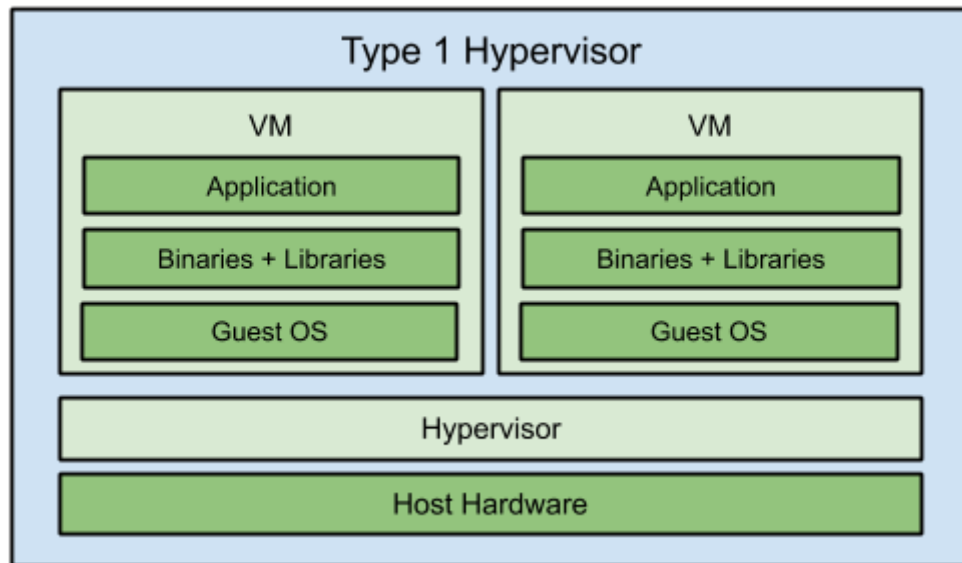 Type 1 Hypervisor
VM
Application
Binaries + Libraries
Guest OS
VM
Application
Binaries + Libraries
Guest OS
Hypervisor
Host Hardware